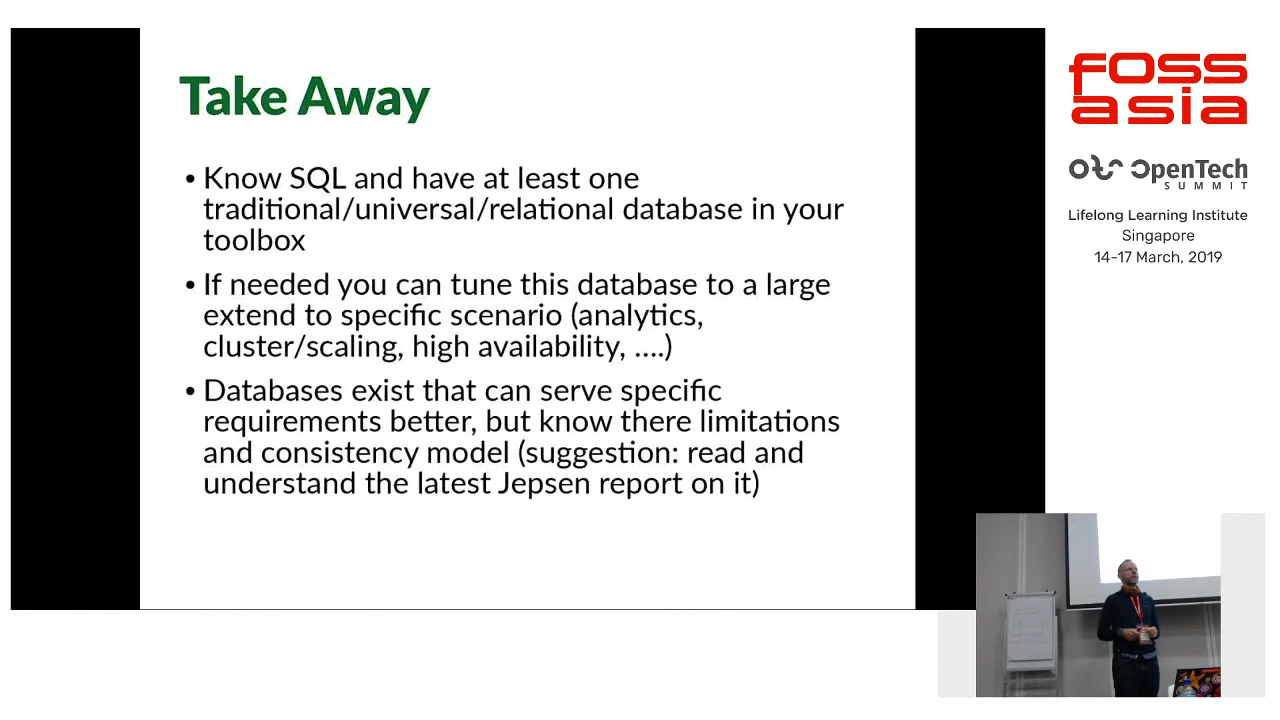 Take Away
• Know SQL and have at least one
traditional/universal/relational database in your
toolbox
• If needed you can tune this database to a large
extend to specific scenario (analytics,
cluster/scaling, high availability, ....)
• Databases exist that can serve specific
requirements better, but know there limitations
and consistency model (suggestion: read and
understand the latest Jepsen report on it)
FOSS
asia
OpenTech
SUMMIT
Lifelong Learning Institute
Singapore
14-17 March, 2019